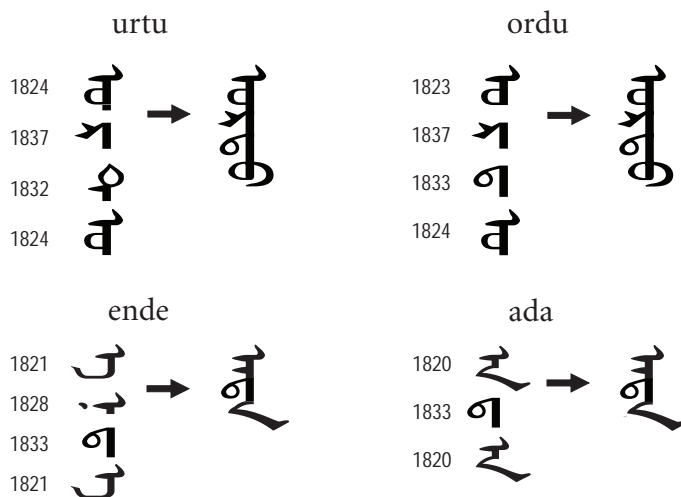 urtu
1824 ᠤ
1837 ᠷ
1832 ᠲ
1824 ᠤ
ᠤᠷᠲᠤ
ordu
1823 ᠣ
1837 ᠷ
1833 ᠳ
1824 ᠤ
ᠣᠷᠳᠤ
ende
1821 ᠡ
1828 ᠨ
1833 ᠳ
1821 ᠡ
ᠡᠨᠳᠡ
ada
1820 ᠠ
1833 ᠳ
1820 ᠠ
ᠠᠳᠠ